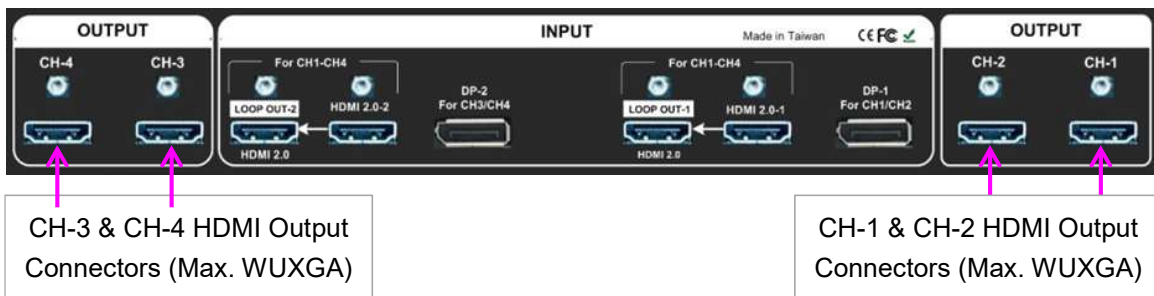 OUTPUT
CH-4
CH-3
INPUT
Made in Taiwan
CE FC
For CH1-CH4
LOOP OUT-2
HDMI 2.0-2
HDMI 2.0
DP-2
For CH3/CH4
For CH1-CH4
LOOP OUT-1
HDMI 2.0-1
HDMI 2.0
DP-1
For CH1/CH2
OUTPUT
CH-2
CH-1
CH-3 & CH-4 HDMI Output
Connectors (Max. WUXGA)
CH-1 & CH-2 HDMI Output
Connectors (Max. WUXGA)